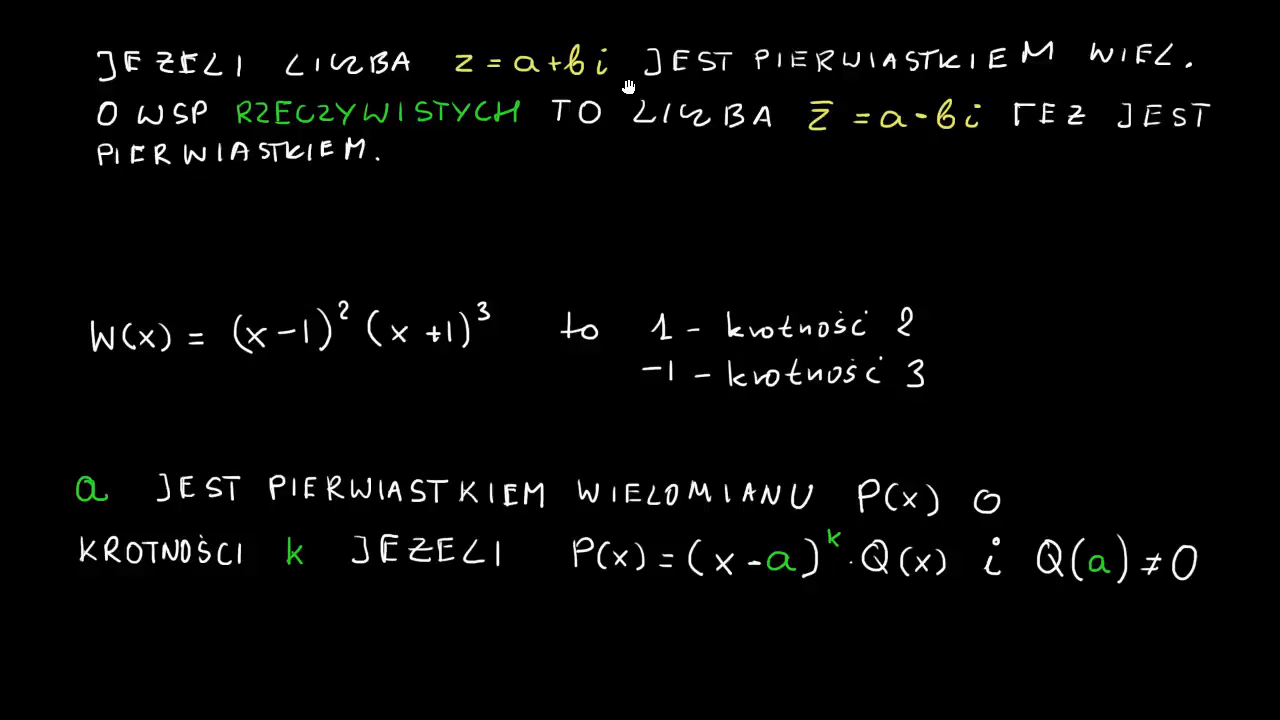 JEŻELI LICZBA z = a + bi JEST PIERWIASTKIEM WIEL.
O WSP RZECZYWISTYCH TO LICZBA z̅ = a - bi TEŻ JEST
PIERWIASTKIEM.
W(x) = (x-1)² (x+1)³ to 1 - krotność 2
-1 - krotność 3
a JEST PIERWIASTKIEM WIELOMIANU P(x) O
KROTNOŚCI k JEŻELI P(x) = (x-a)ᵏ · Q(x) i Q(a) ≠ 0